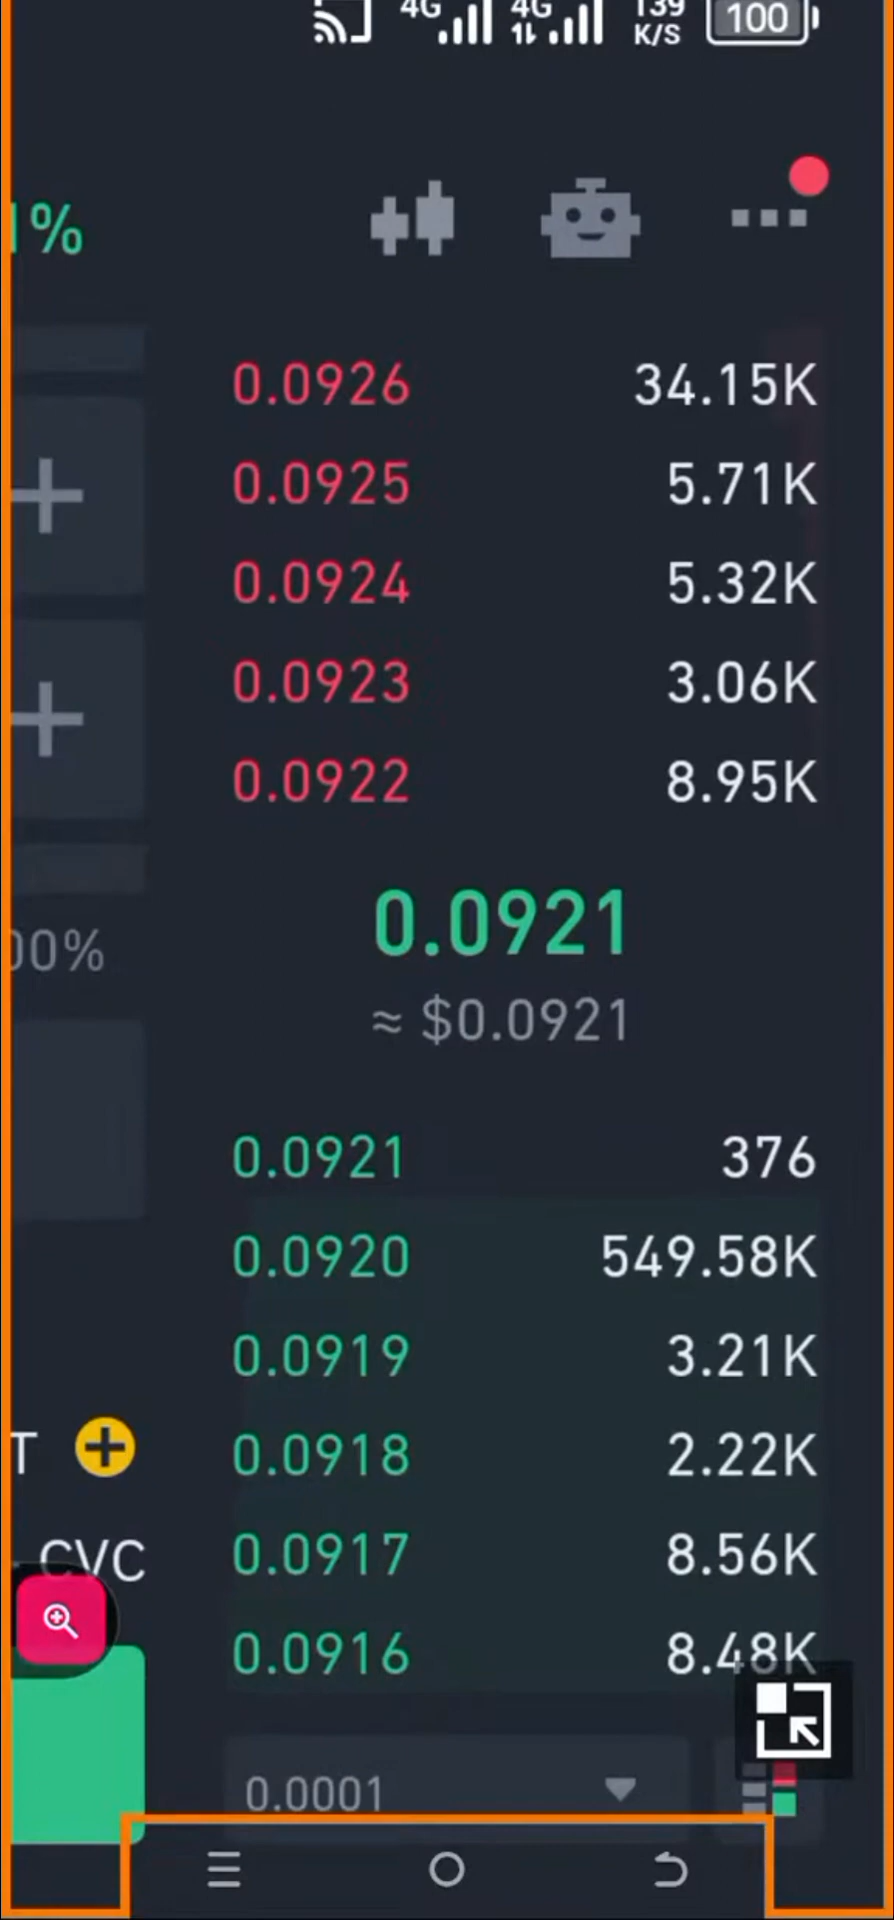 4G 4G 139 K/S 100
1%
0.0926 34.15K
0.0925 5.71K
0.0924 5.32K
0.0923 3.06K
0.0922 8.95K
0.0921
00%
≈ $0.0921
0.0921 376
0.0920 549.58K
0.0919 3.21K
T 0.0918 2.22K
CVC 0.0917 8.56K
0.0916 8.48K
0.0001